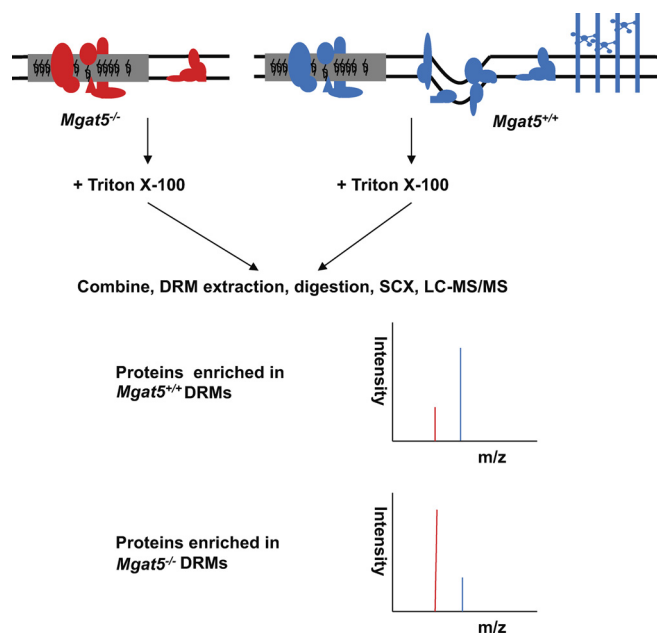 Mgat5-/-
Mgat5+/+
+ Triton X-100
+ Triton X-100
Combine, DRM extraction, digestion, SCX, LC-MS/MS
Proteins enriched in
Mgat5+/+ DRMs
Intensity
m/z
Proteins enriched in
Mgat5-/- DRMs
Intensity
m/z